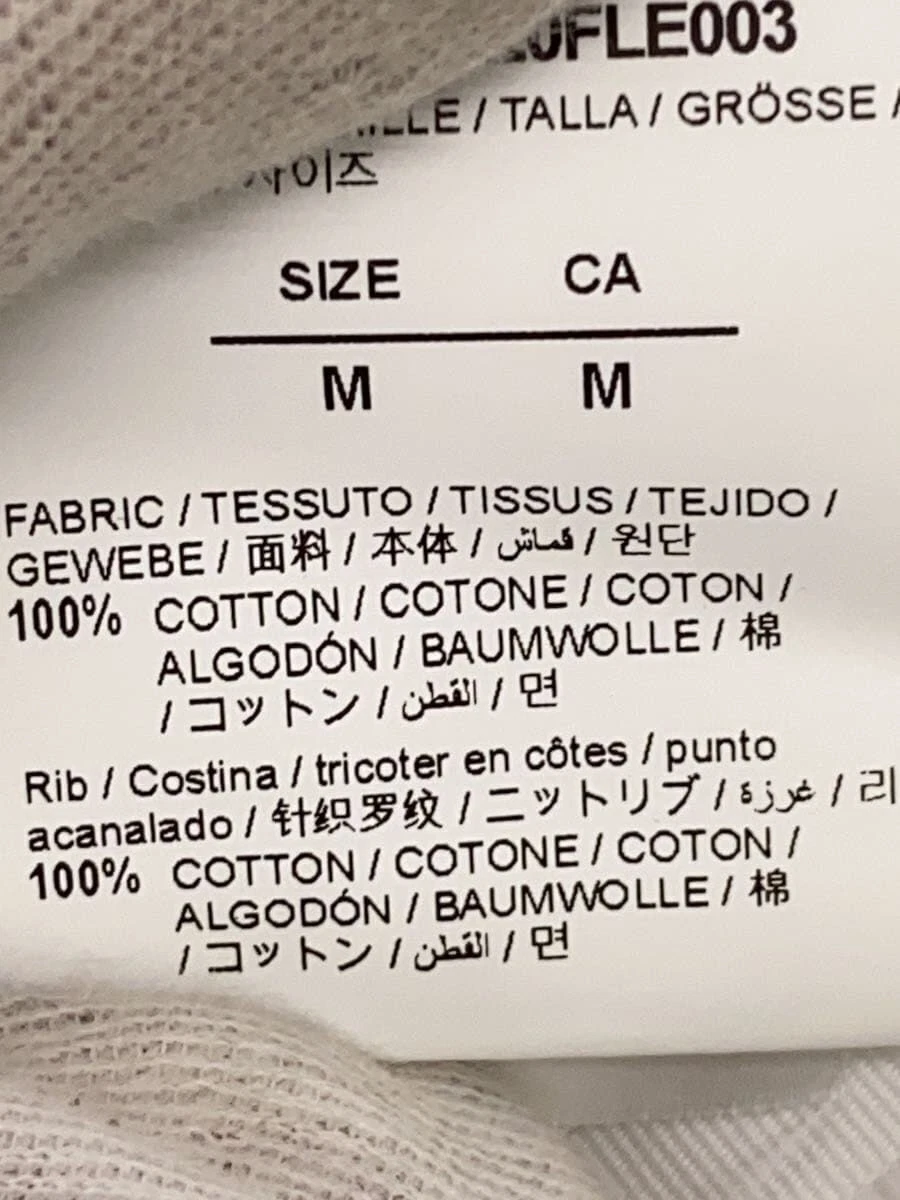 FLE003
/ TALLA / GRÖSSE /
사이즈
SIZE CA
M M
FABRIC / TESSUTO / TISSUS / TEJIDO /
GEWEBE / 面料 / 本体 / قماش / 원단
100% COTTON / COTONE / COTON /
ALGODÓN / BAUMWOLLE / 棉
/ コットン / القطن /면
Rib / Costina / tricoter en côtes / punto
acanalado / 针织罗纹 / ニットリブ / غرزة / 리
100% COTTON / COTONE / COTON /
ALGODÓN / BAUMWOLLE / 棉
/ コットン / القطن / 면